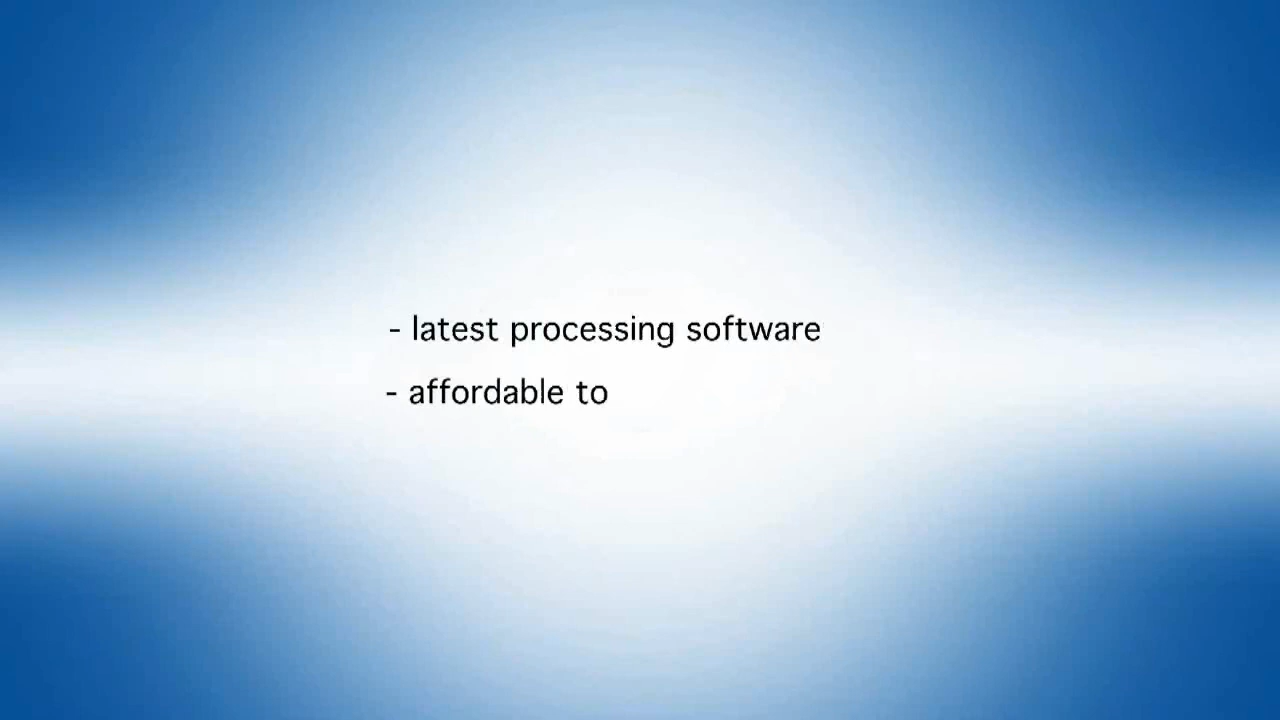 - latest processing software
- affordable to